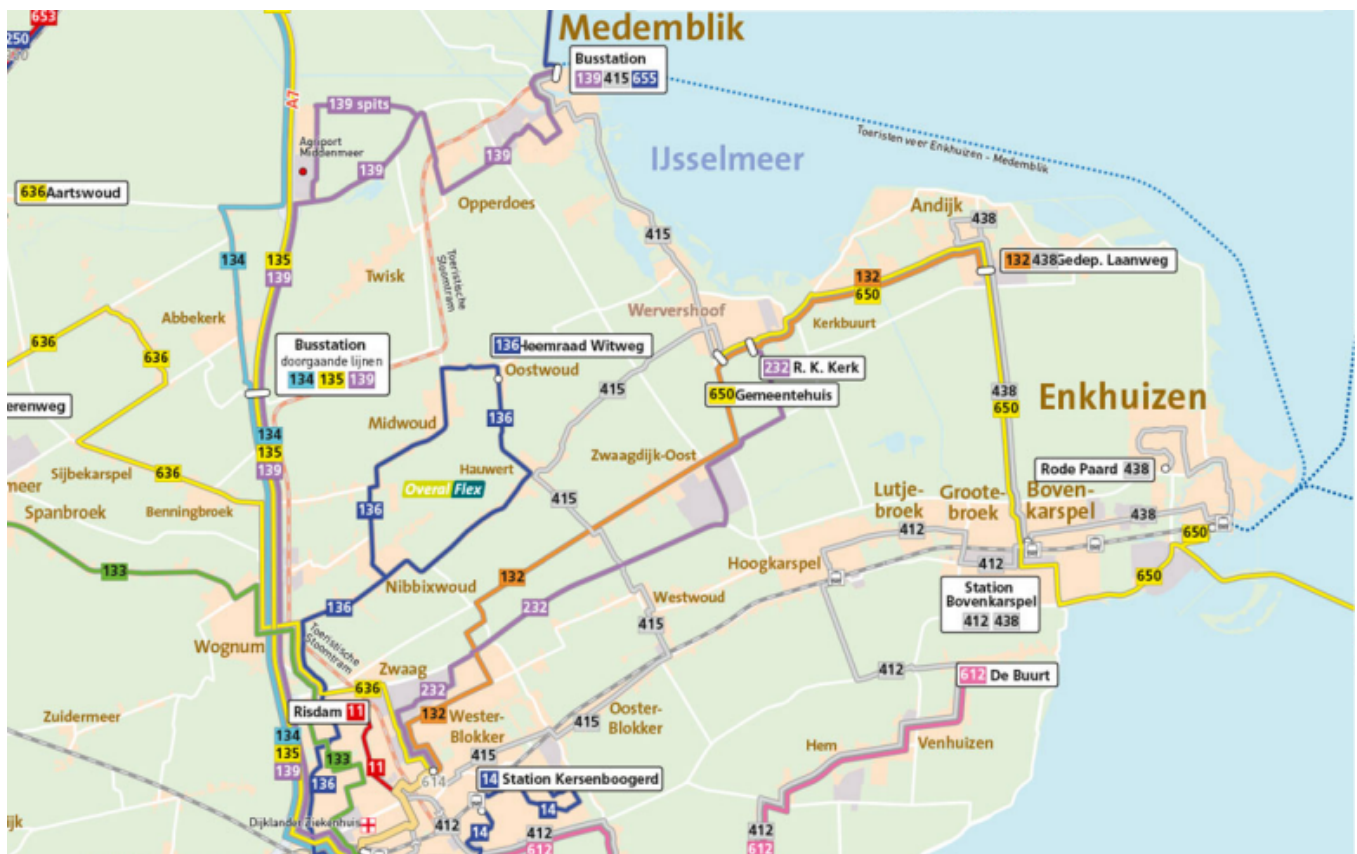 653
250
Medemblik
Busstation
139 415 655
A7
139 spits
Agriport
Middenmeer
139
139
Toeristen veer Enkhuizen - Medemblik
IJsselmeer
636 Aartswoud
Opperdoes
Andijk
438
415
134
135
139
Toeristische
Stoomtram
132 438 Gedep. Laanweg
Twisk
132
650
Wervershoof
Kerkbuurt
Abbekerk
636
636
Busstation
doorgaande lijnen
134 135 139
136 Heemraad Witweg
Oostwoud
232 R. K. Kerk
415
650 Gemeentehuis
438
650
Enkhuizen
erenweg
Midwoud
136
134
135
139
Zwaagdijk-Oost
Rode Paard 438
Sijbekarspel
636
Hauwert
meer
Spanbroek
Benningbroek
Overal Flex
415
136
Lutje-
broek
Groote-
broek
Boven-
karspel
438
412
650
133
Nibbixwoud
132
Hoogkarspel
412
650
136
232
Westwoud
Station
Bovenkarspel
412 438
415
Wognum
Toeristische
Stoomtram
Zwaag
412
612 De Buurt
636
232
Risdam 11
132
Wester-
Blokker
Ooster-
Blokker
Zuidermeer
415
415
134
135
139
133
136
11
Hem
Venhuizen
614
14 Station Kersenboogerd
14
Dijklander Ziekenhuis
412
14
412
612
412
612
ijk